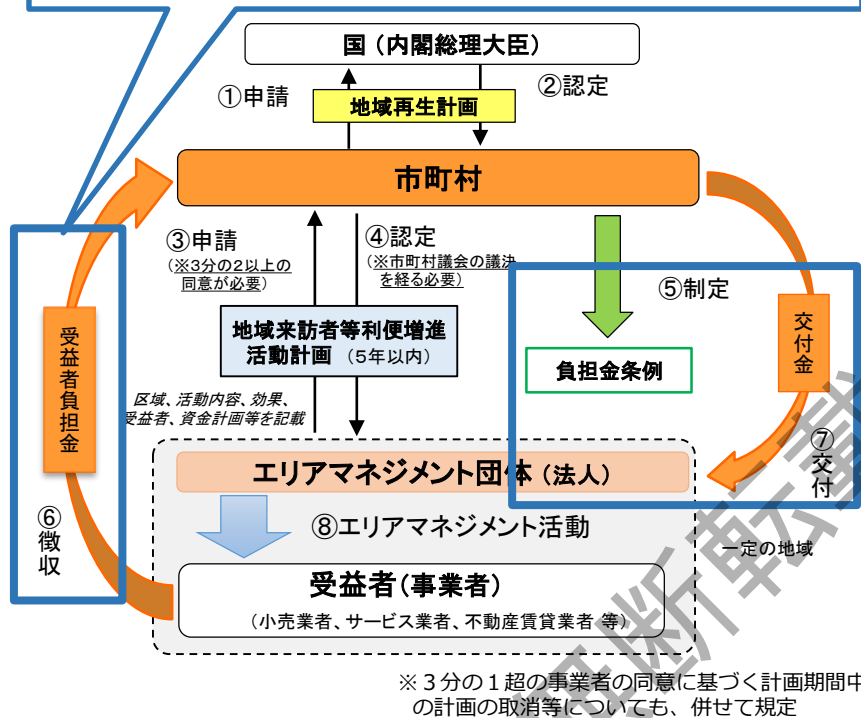 国（内閣総理大臣）
①申請
②認定
地域再生計画
市町村
③申請
（※3分の2以上の
同意が必要）
④認定
（※市町村議会の議決
を経る必要）
⑤制定
地域来訪者等利便増進
活動計画 （5年以内）
負担金条例
受益者負担金
交付金
区域、活動内容、効果、
受益者、資金計画等を記載
エリアマネジメント団体（法人）
⑦交付
⑥徴収
⑧エリアマネジメント活動
一定の地域
受益者（事業者）
（小売業者、サービス業者、不動産賃貸業者 等）
※３分の１超の事業者の同意に基づく計画期間中
の計画の取消等についても、併せて規定
無断転載